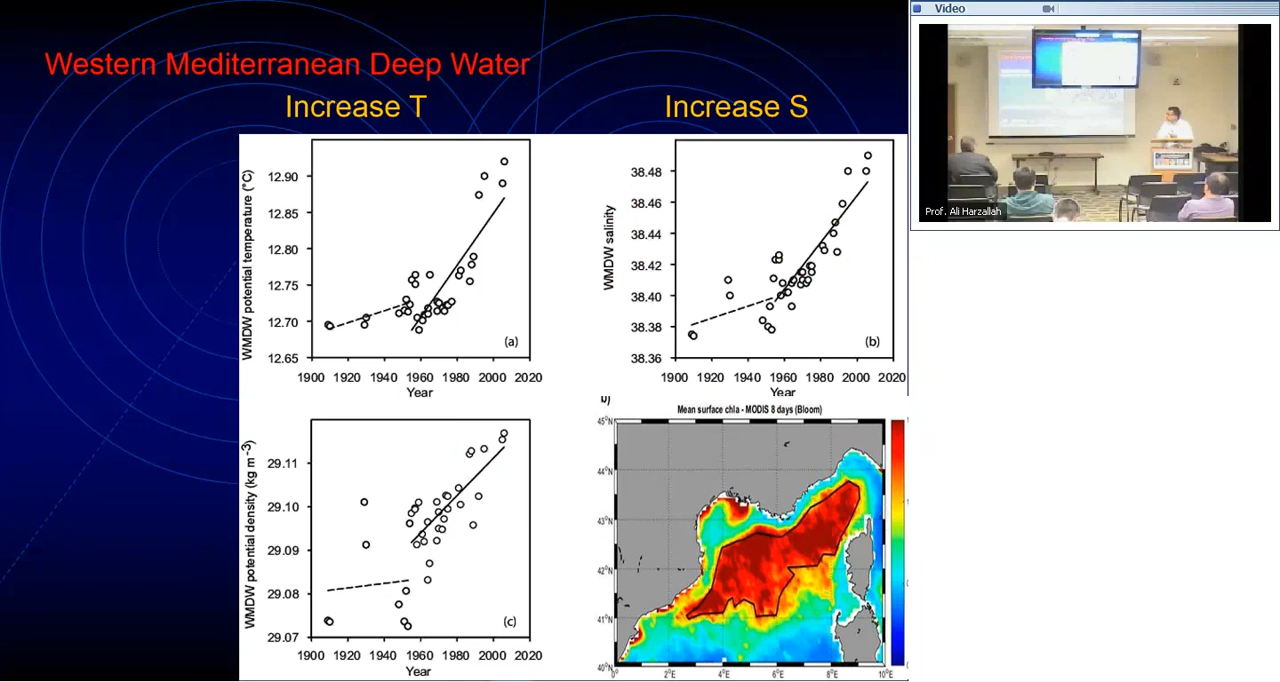 Western Mediterranean Deep Water
Increase T
Increase S
WMDW potential temperature (°C)
12.90
12.85
12.80
12.75
12.70
12.65
(a)
1900 1920 1940 1960 1980 2000 2020
Year
WMDW salinity
38.48
38.46
38.44
38.42
38.40
38.38
38.36
(b)
1900 1920 1940 1960 1980 2000 2020
Year
WMDW potential density (kg m-3)
29.11
29.10
29.09
29.08
29.07
(c)
1900 1920 1940 1960 1980 2000 2020
Year
b)
Mean surface chla - MODIS 8 days (Bloom)
45°N
44°N
43°N
42°N
41°N
40°N
0° 2°E 4°E 6°E 8°E 10°E
Video
Prof. Ali Harzallah